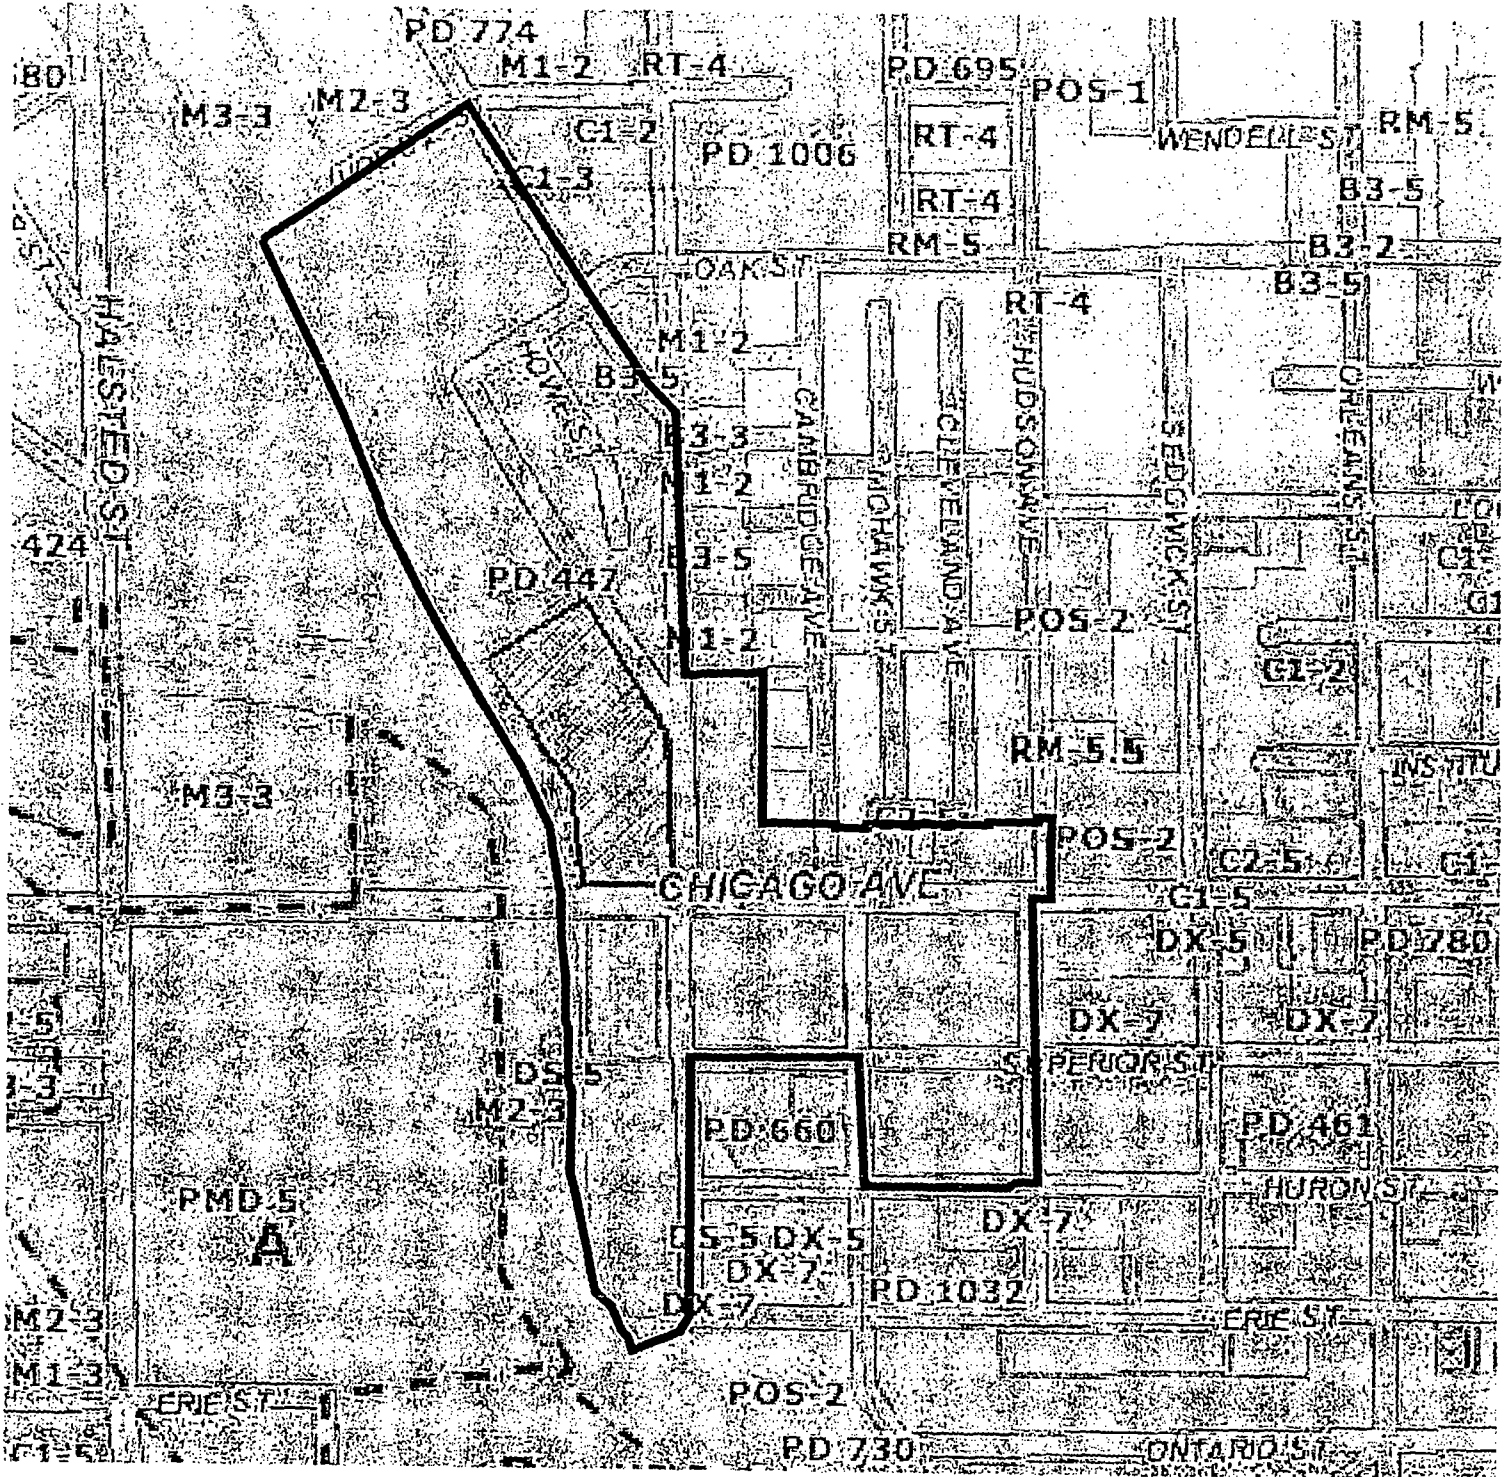 PD 774
M1-2
RT-4
PD 695
POS-1
M3-3
M2-3
C1-2
PD 1006
RT-4
WENDELL ST
RM-5
C1-3
RT-4
B3-5
RM-5
B3-2
OAK ST
B3-5
RT-4
HALSTED ST
M1-2
B3-5
HUDSON AVE
ORLEANS ST
CAMBRIDGE AVE
MOHAWK ST
CLEVELAND AVE
SEDGWICK ST
B3-3
M1-2
424
B3-5
C1-
PD 447
POS-2
M1-2
C1-2
RM-5.5
M3-3
POS-2
C2-5
C1-
CHICAGO AVE
C1-5
DX-5
PD 780
DX-7
DX-7
SUPERIOR ST
DS-5
M2-3
PD 660
PD 461
PMD 5
A
HURON ST
DX-7
DS-5
DX-5
DX-7
PD 1032
DX-7
ERIE ST
M2-3
M1-3
ERIE ST
POS-2
PD 730
ONTARIO ST